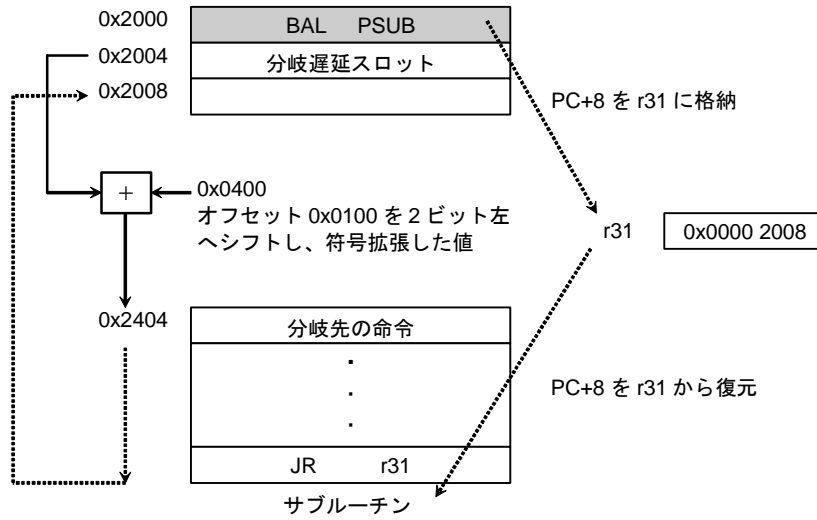 0x2000
BAL PSUB
0x2004
分岐遅延スロット
0x2008
PC+8 を r31 に格納
+
0x0400
オフセット 0x0100 を 2 ビット左
へシフトし、符号拡張した値
r31
0x0000 2008
0x2404
分岐先の命令
.
.
.
PC+8 を r31 から復元
JR r31
サブルーチン